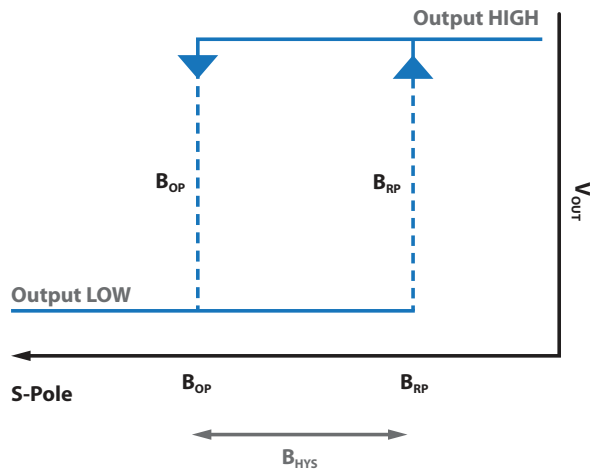 Output HIGH
B_OP
B_RP
V_OUT
Output LOW
B_OP
B_RP
S-Pole
B_HYS